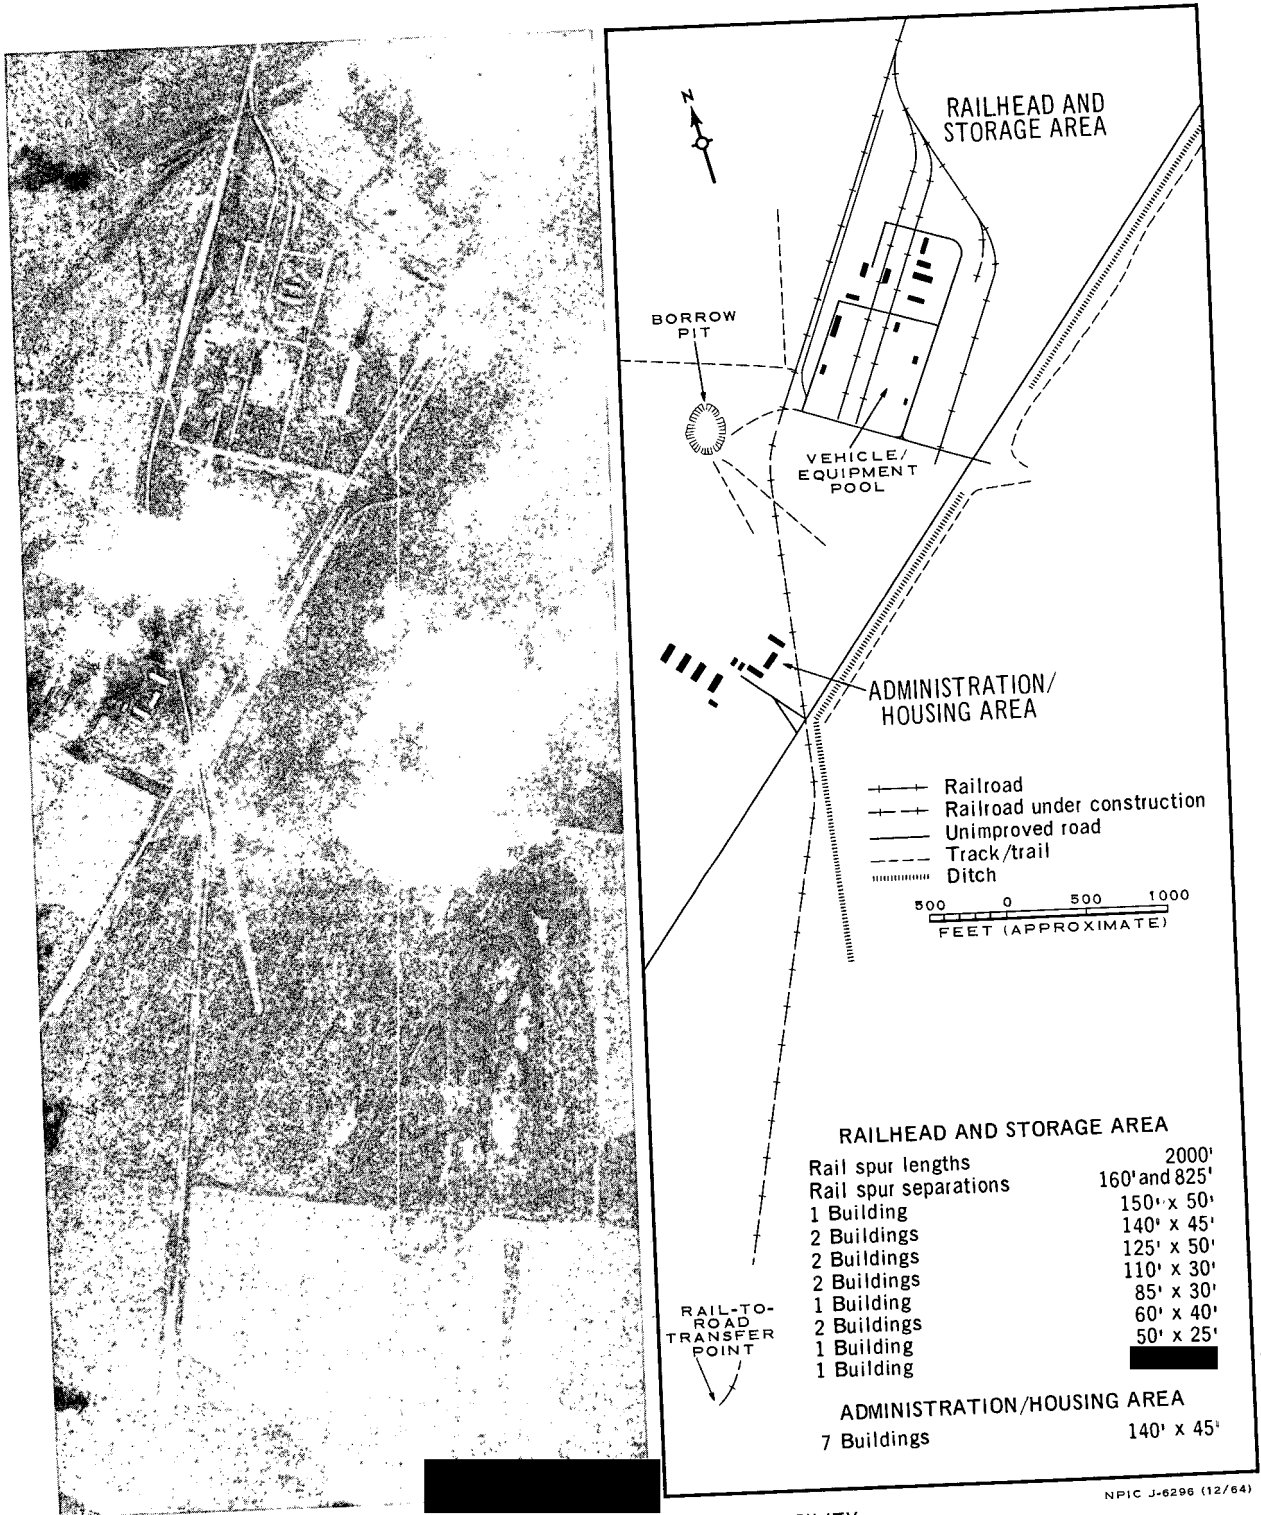 N
RAILHEAD AND
STORAGE AREA
BORROW
PIT
VEHICLE/
EQUIPMENT
POOL
ADMINISTRATION/
HOUSING AREA
Railroad
Railroad under construction
Unimproved road
Track/trail
Ditch
500 0 500 1000
FEET (APPROXIMATE)
RAILHEAD AND STORAGE AREA
Rail spur lengths 2000'
Rail spur separations 160' and 825'
1 Building 150' x 50'
2 Buildings 140' x 45'
2 Buildings 125' x 50'
2 Buildings 110' x 30'
1 Building 85' x 30'
2 Buildings 60' x 40'
1 Building 50' x 25'
1 Building
RAIL-TO-
ROAD
TRANSFER
POINT
ADMINISTRATION/HOUSING AREA
7 Buildings 140' x 45'
NPIC J-6296 (12/64)